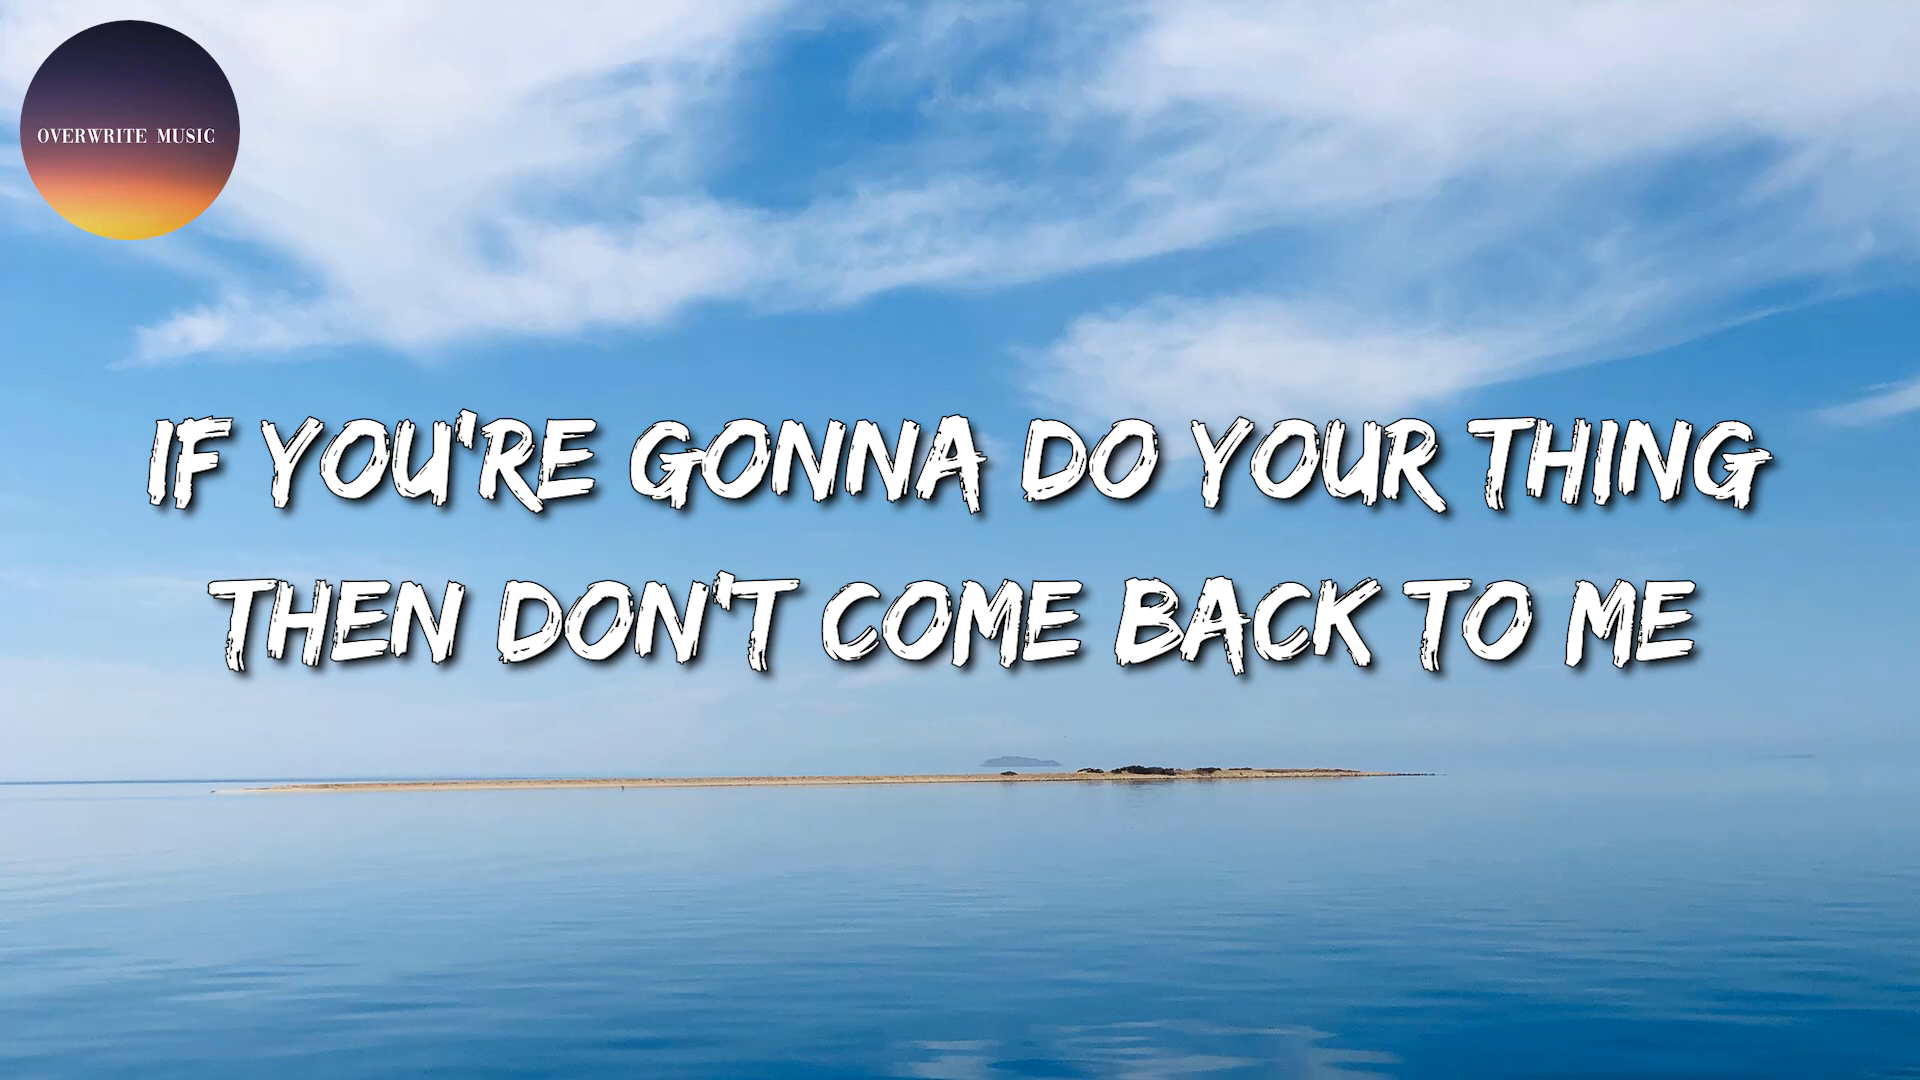 OVERWRITE MUSIC
IF YOU'RE GONNA DO YOUR THING
THEN DON'T COME BACK TO ME